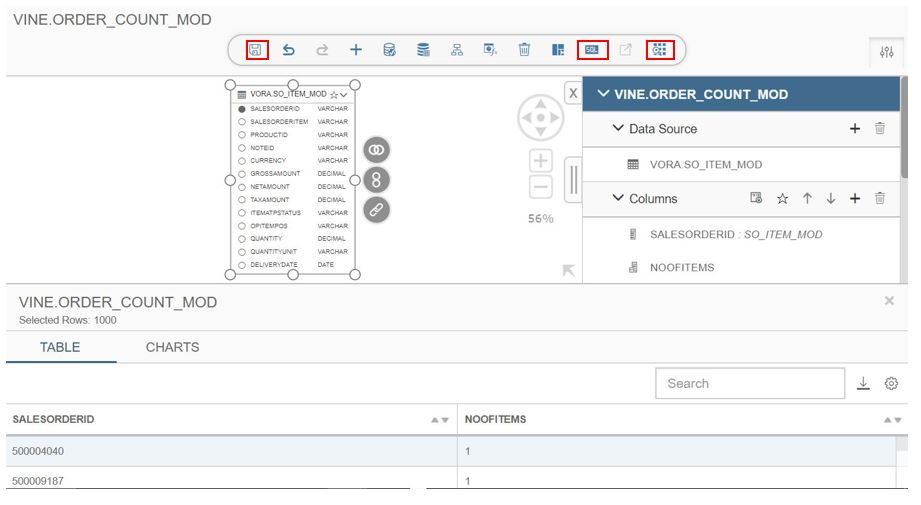 VINE.ORDER_COUNT_MOD
SQL
VORA.SO_ITEM_MOD
SALESORDERID VARCHAR
SALESORDERITEM VARCHAR
PRODUCTID VARCHAR
NOTEID VARCHAR
CURRENCY VARCHAR
GROSSAMOUNT DECIMAL
NETAMOUNT DECIMAL
TAXAMOUNT DECIMAL
ITEMATPSTATUS VARCHAR
OPITEMPOS VARCHAR
QUANTITY DECIMAL
QUANTITYUNIT VARCHAR
DELIVERYDATE DATE
56%
X
VINE.ORDER_COUNT_MOD
Data Source
VORA.SO_ITEM_MOD
Columns
SALESORDERID : SO_ITEM_MOD
NOOFITEMS
VINE.ORDER_COUNT_MOD
Selected Rows: 1000
TABLE CHARTS
Search
SALESORDERID NOOFITEMS
500004040 1
500009187 1